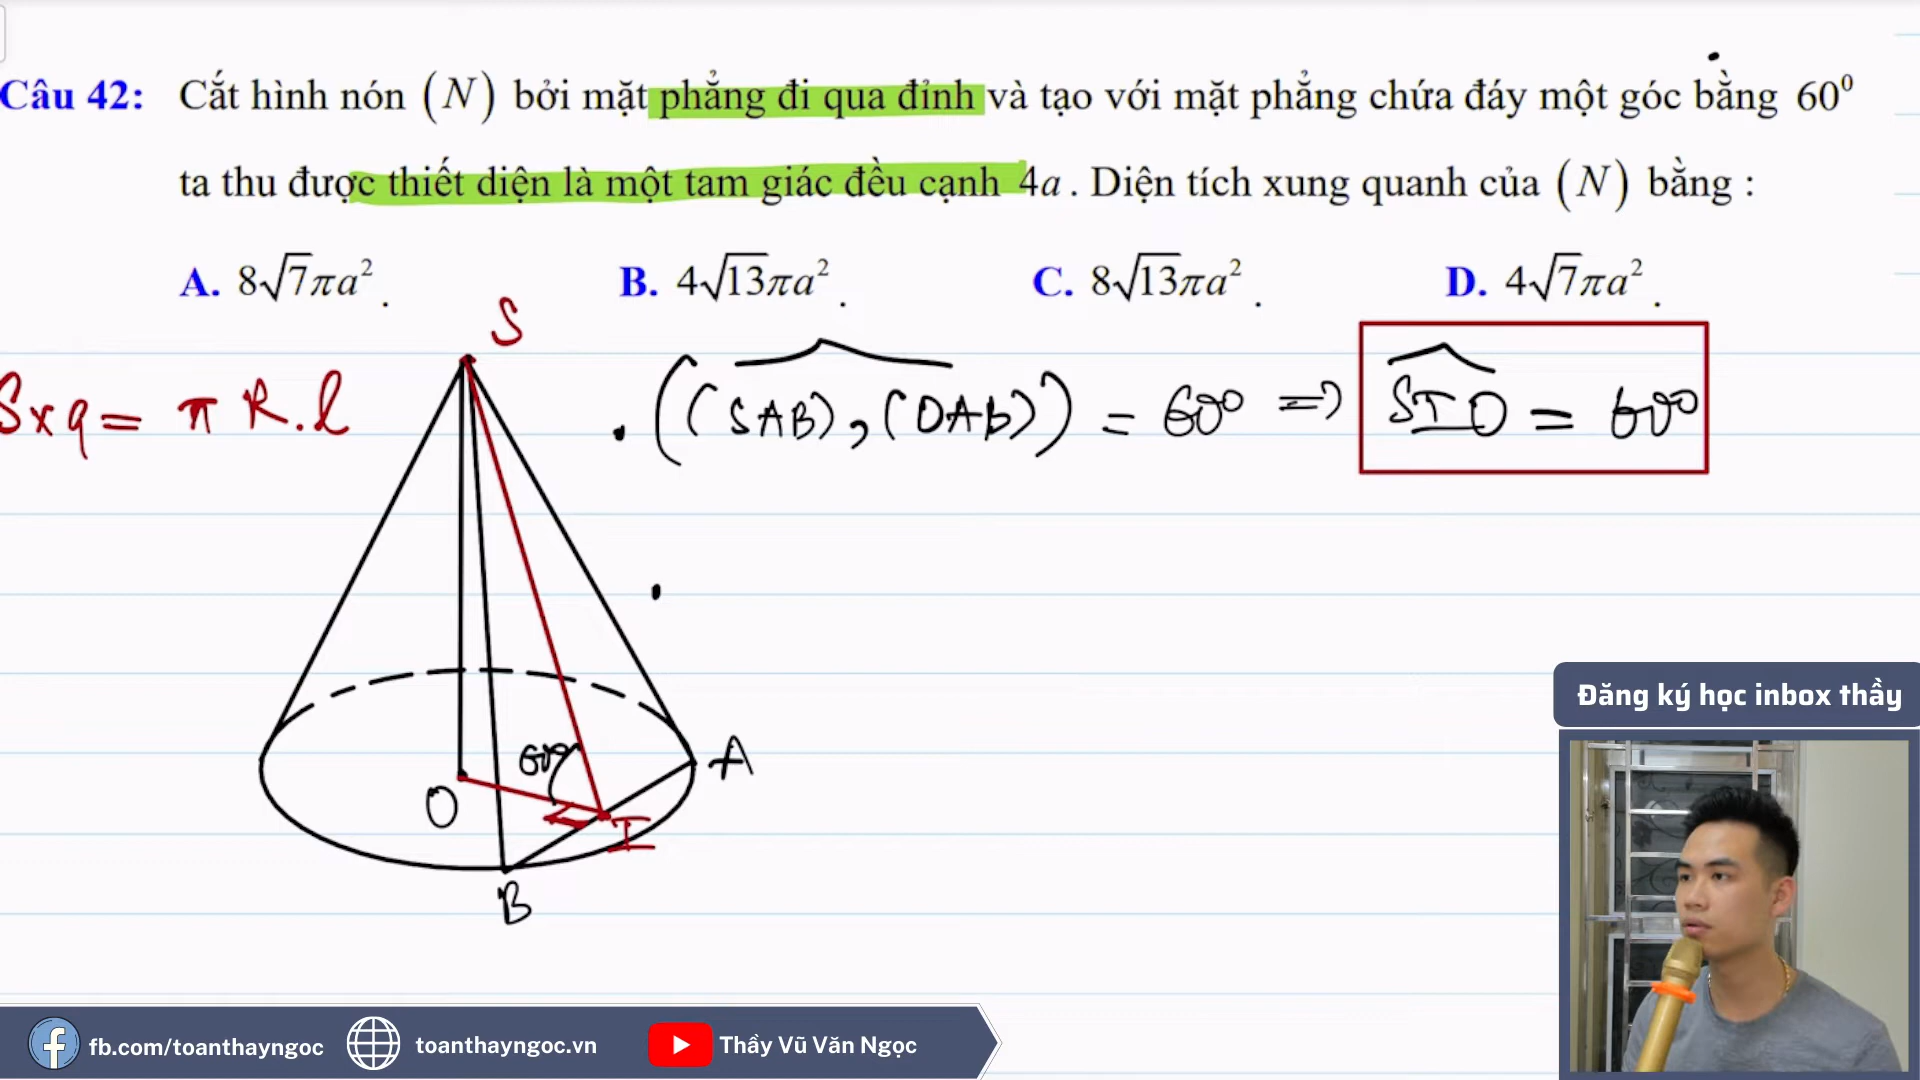 Câu 42: Cắt hình nón (N) bởi mặt phẳng đi qua đỉnh và tạo với mặt phẳng chứa đáy một góc bằng 60⁰
ta thu được thiết diện là một tam giác đều cạnh 4a. Diện tích xung quanh của (N) bằng :
A. 8√7πa². B. 4√13πa². C. 8√13πa². D. 4√7πa².
S
Sxq = π R.l
((SAB), (OAB)) = 60⁰ ⇒ SIO = 60⁰
60⁰
A
O
I
B
Đăng ký học inbox thầy
fb.com/toanthayngoc toanthayngoc.vn Thầy Vũ Văn Ngọc